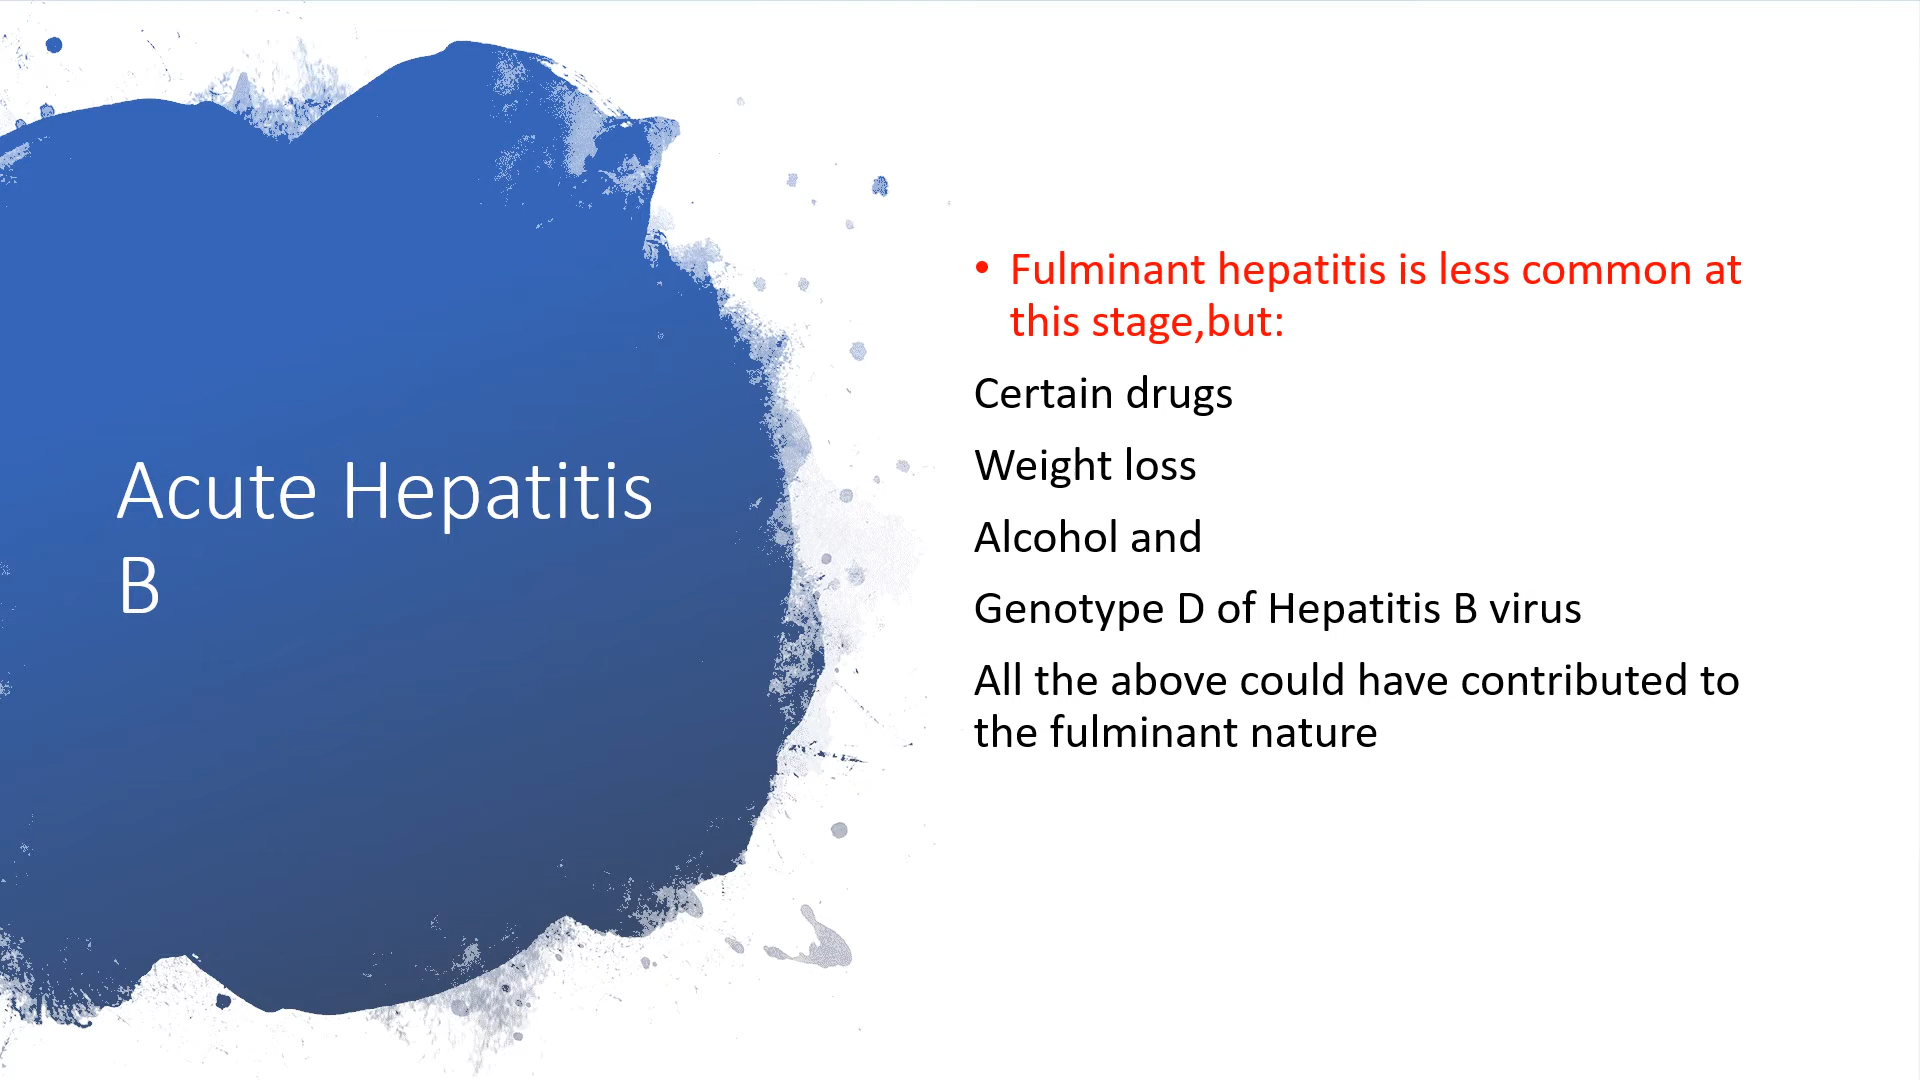 Acute Hepatitis
B
• Fulminant hepatitis is less common at
this stage,but:
Certain drugs
Weight loss
Alcohol and
Genotype D of Hepatitis B virus
All the above could have contributed to
the fulminant nature